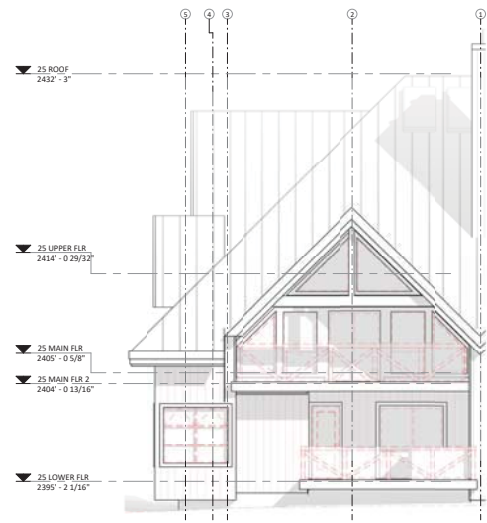 5
4
3
2
1
25 ROOF
2432' - 3"
25 UPPER FLR
2414' - 0 29/32"
25 MAIN FLR
2405' - 0 5/8"
25 MAIN FLR 2
2404' - 0 13/16"
25 LOWER FLR
2395' - 2 1/16"